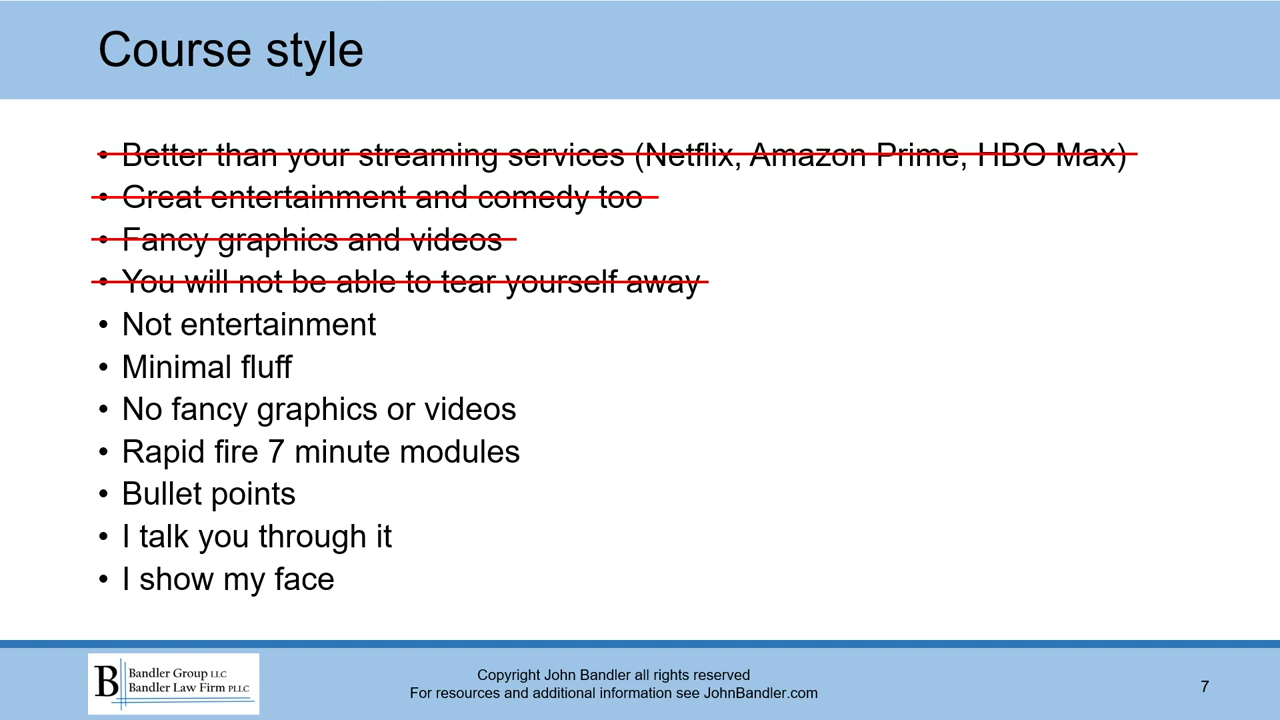 Course style
• Better than your streaming services (Netflix, Amazon Prime, HBO Max)
• Great entertainment and comedy too
• Fancy graphics and videos
• You will not be able to tear yourself away
• Not entertainment
• Minimal fluff
• No fancy graphics or videos
• Rapid fire 7 minute modules
• Bullet points
• I talk you through it
• I show my face
B
Bandler Group LLC
Bandler Law Firm PLLC
Copyright John Bandler all rights reserved
For resources and additional information see JohnBandler.com
7